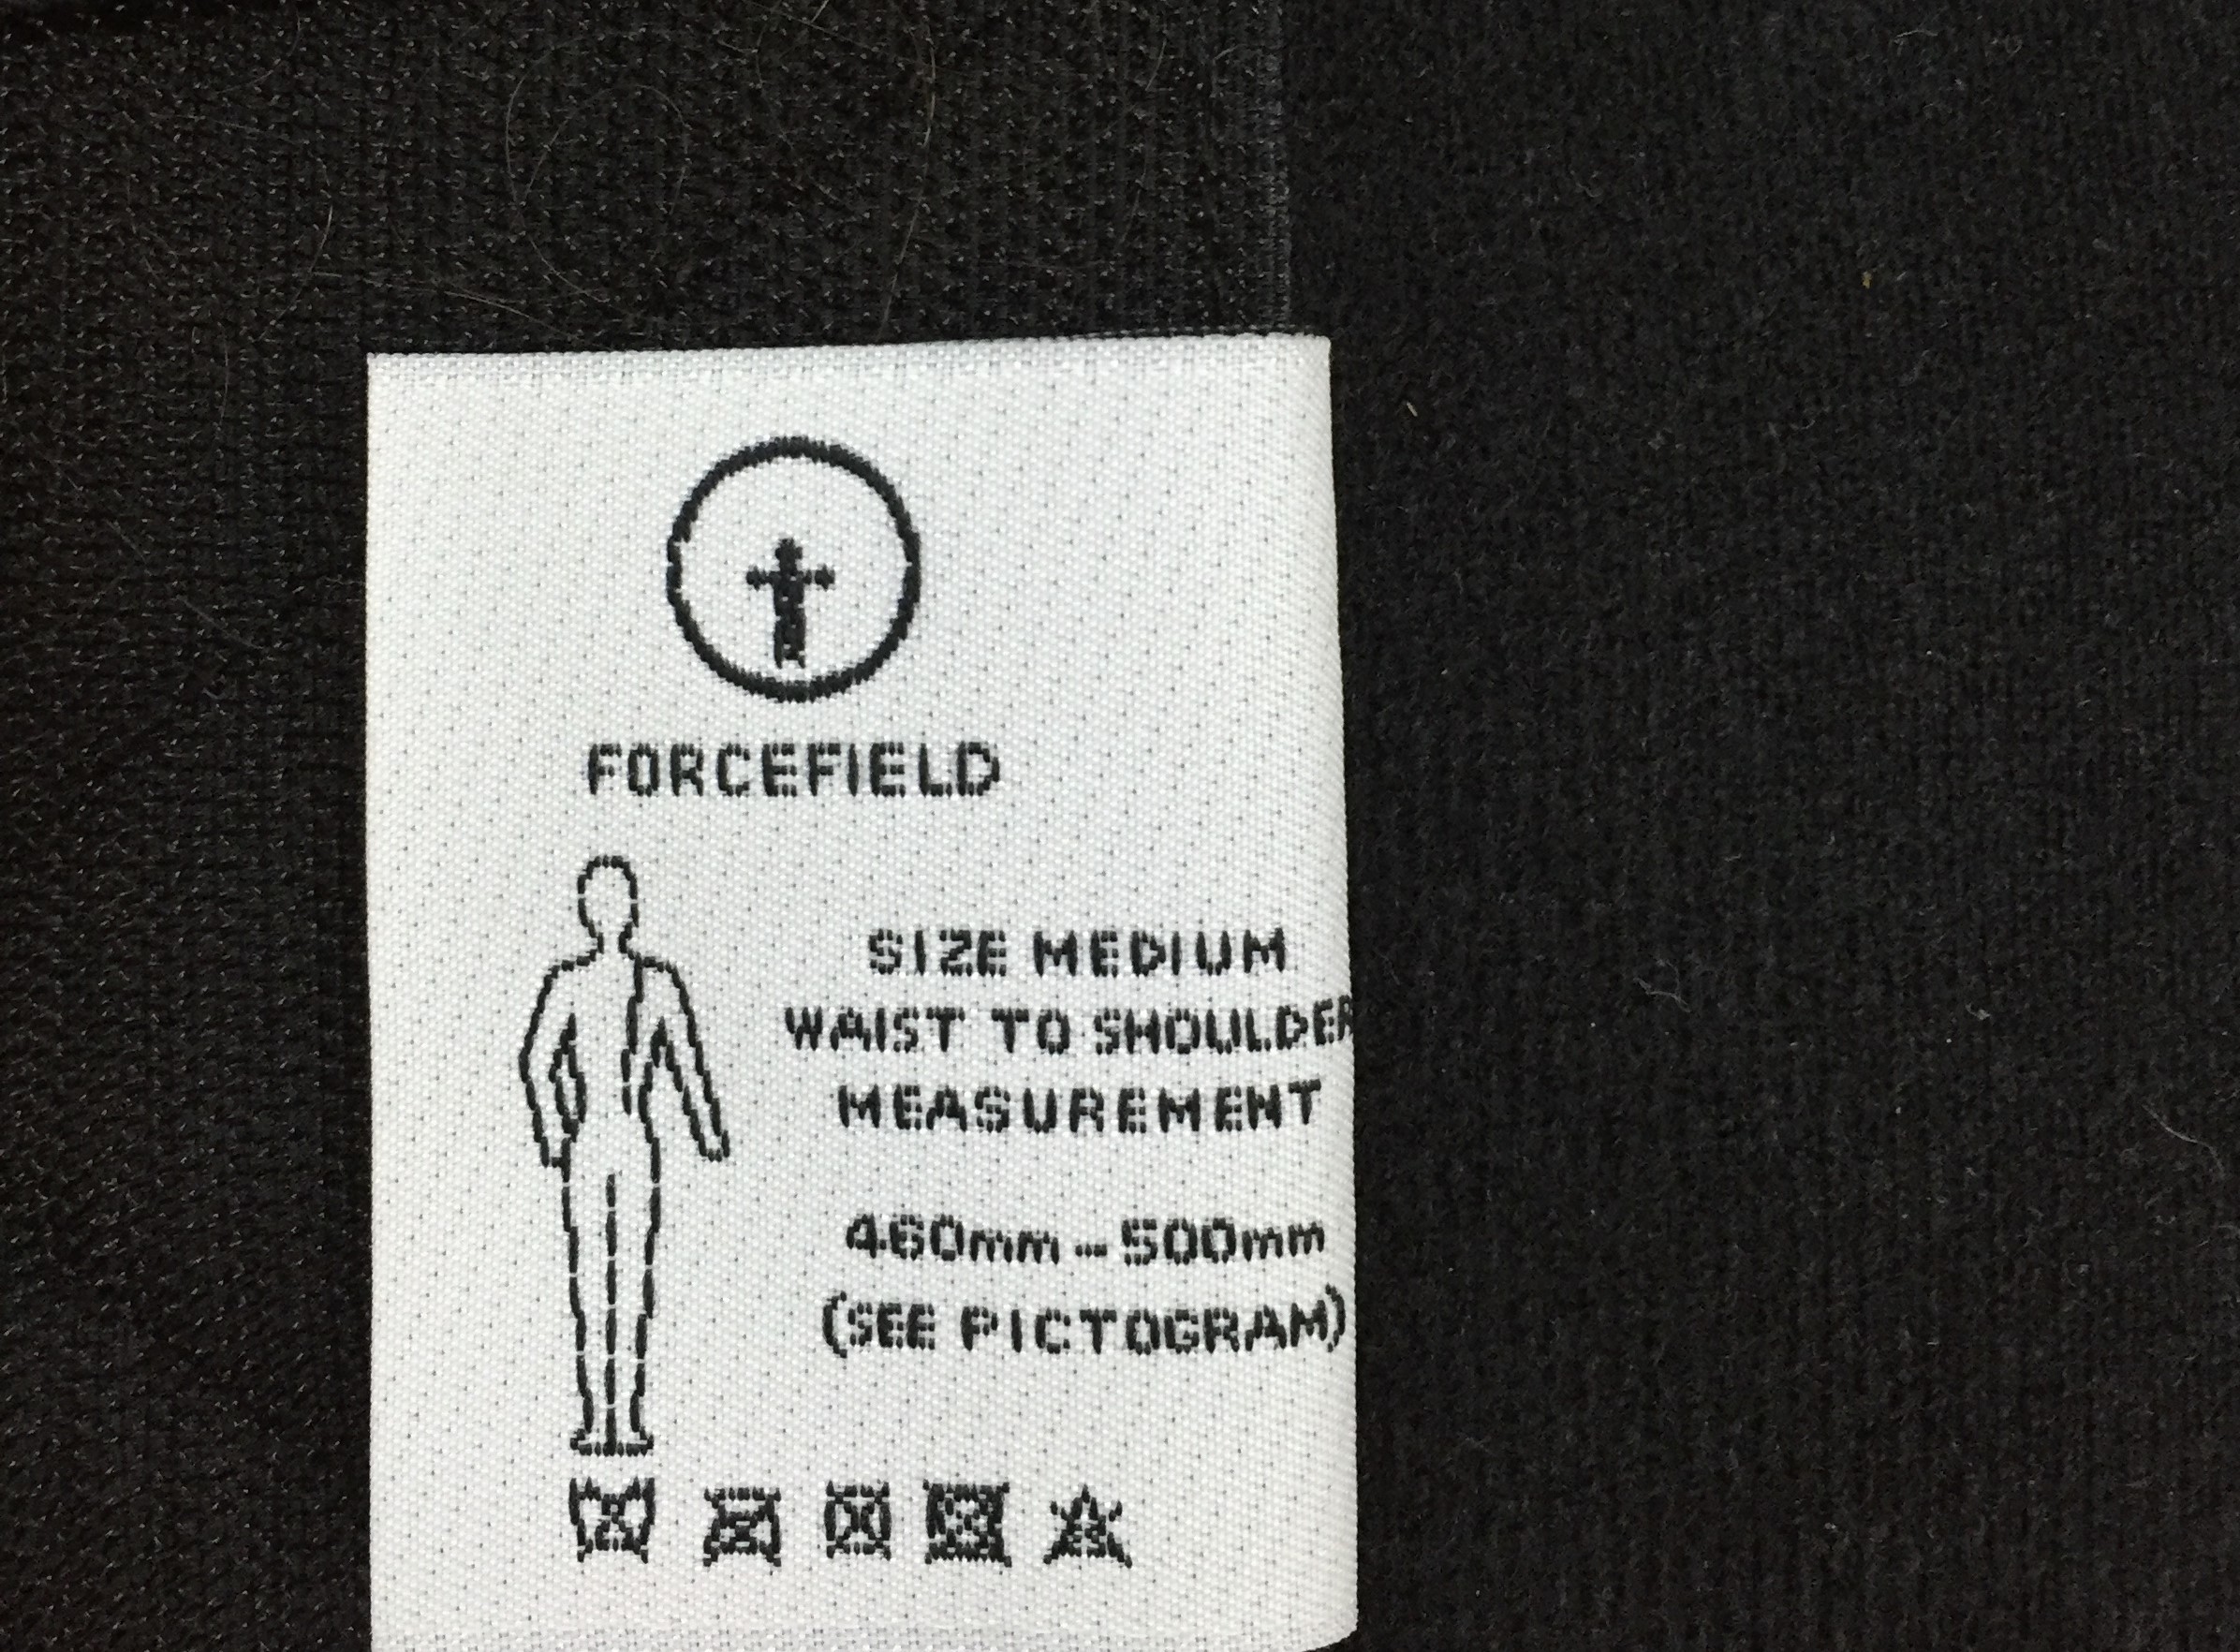 FORCEFIELD
SIZE MEDIUM
WAIST TO SHOULDER
MEASUREMENT
460mm - 500mm
(SEE PICTOGRAM)